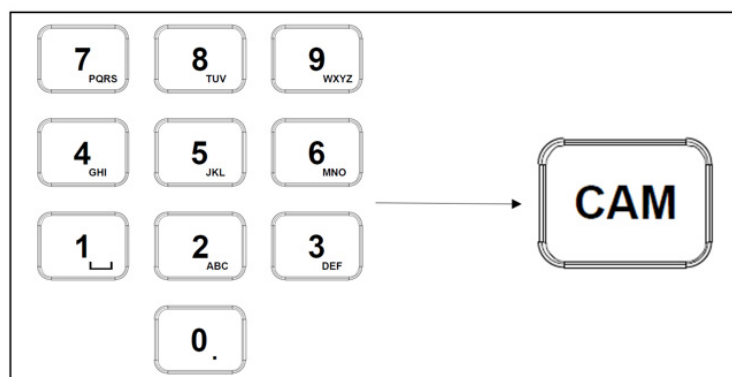 7 PQRS 8 TUV 9 WXYZ
4 GHI 5 JKL 6 MNO
CAM
1 2 ABC 3 DEF
0 .